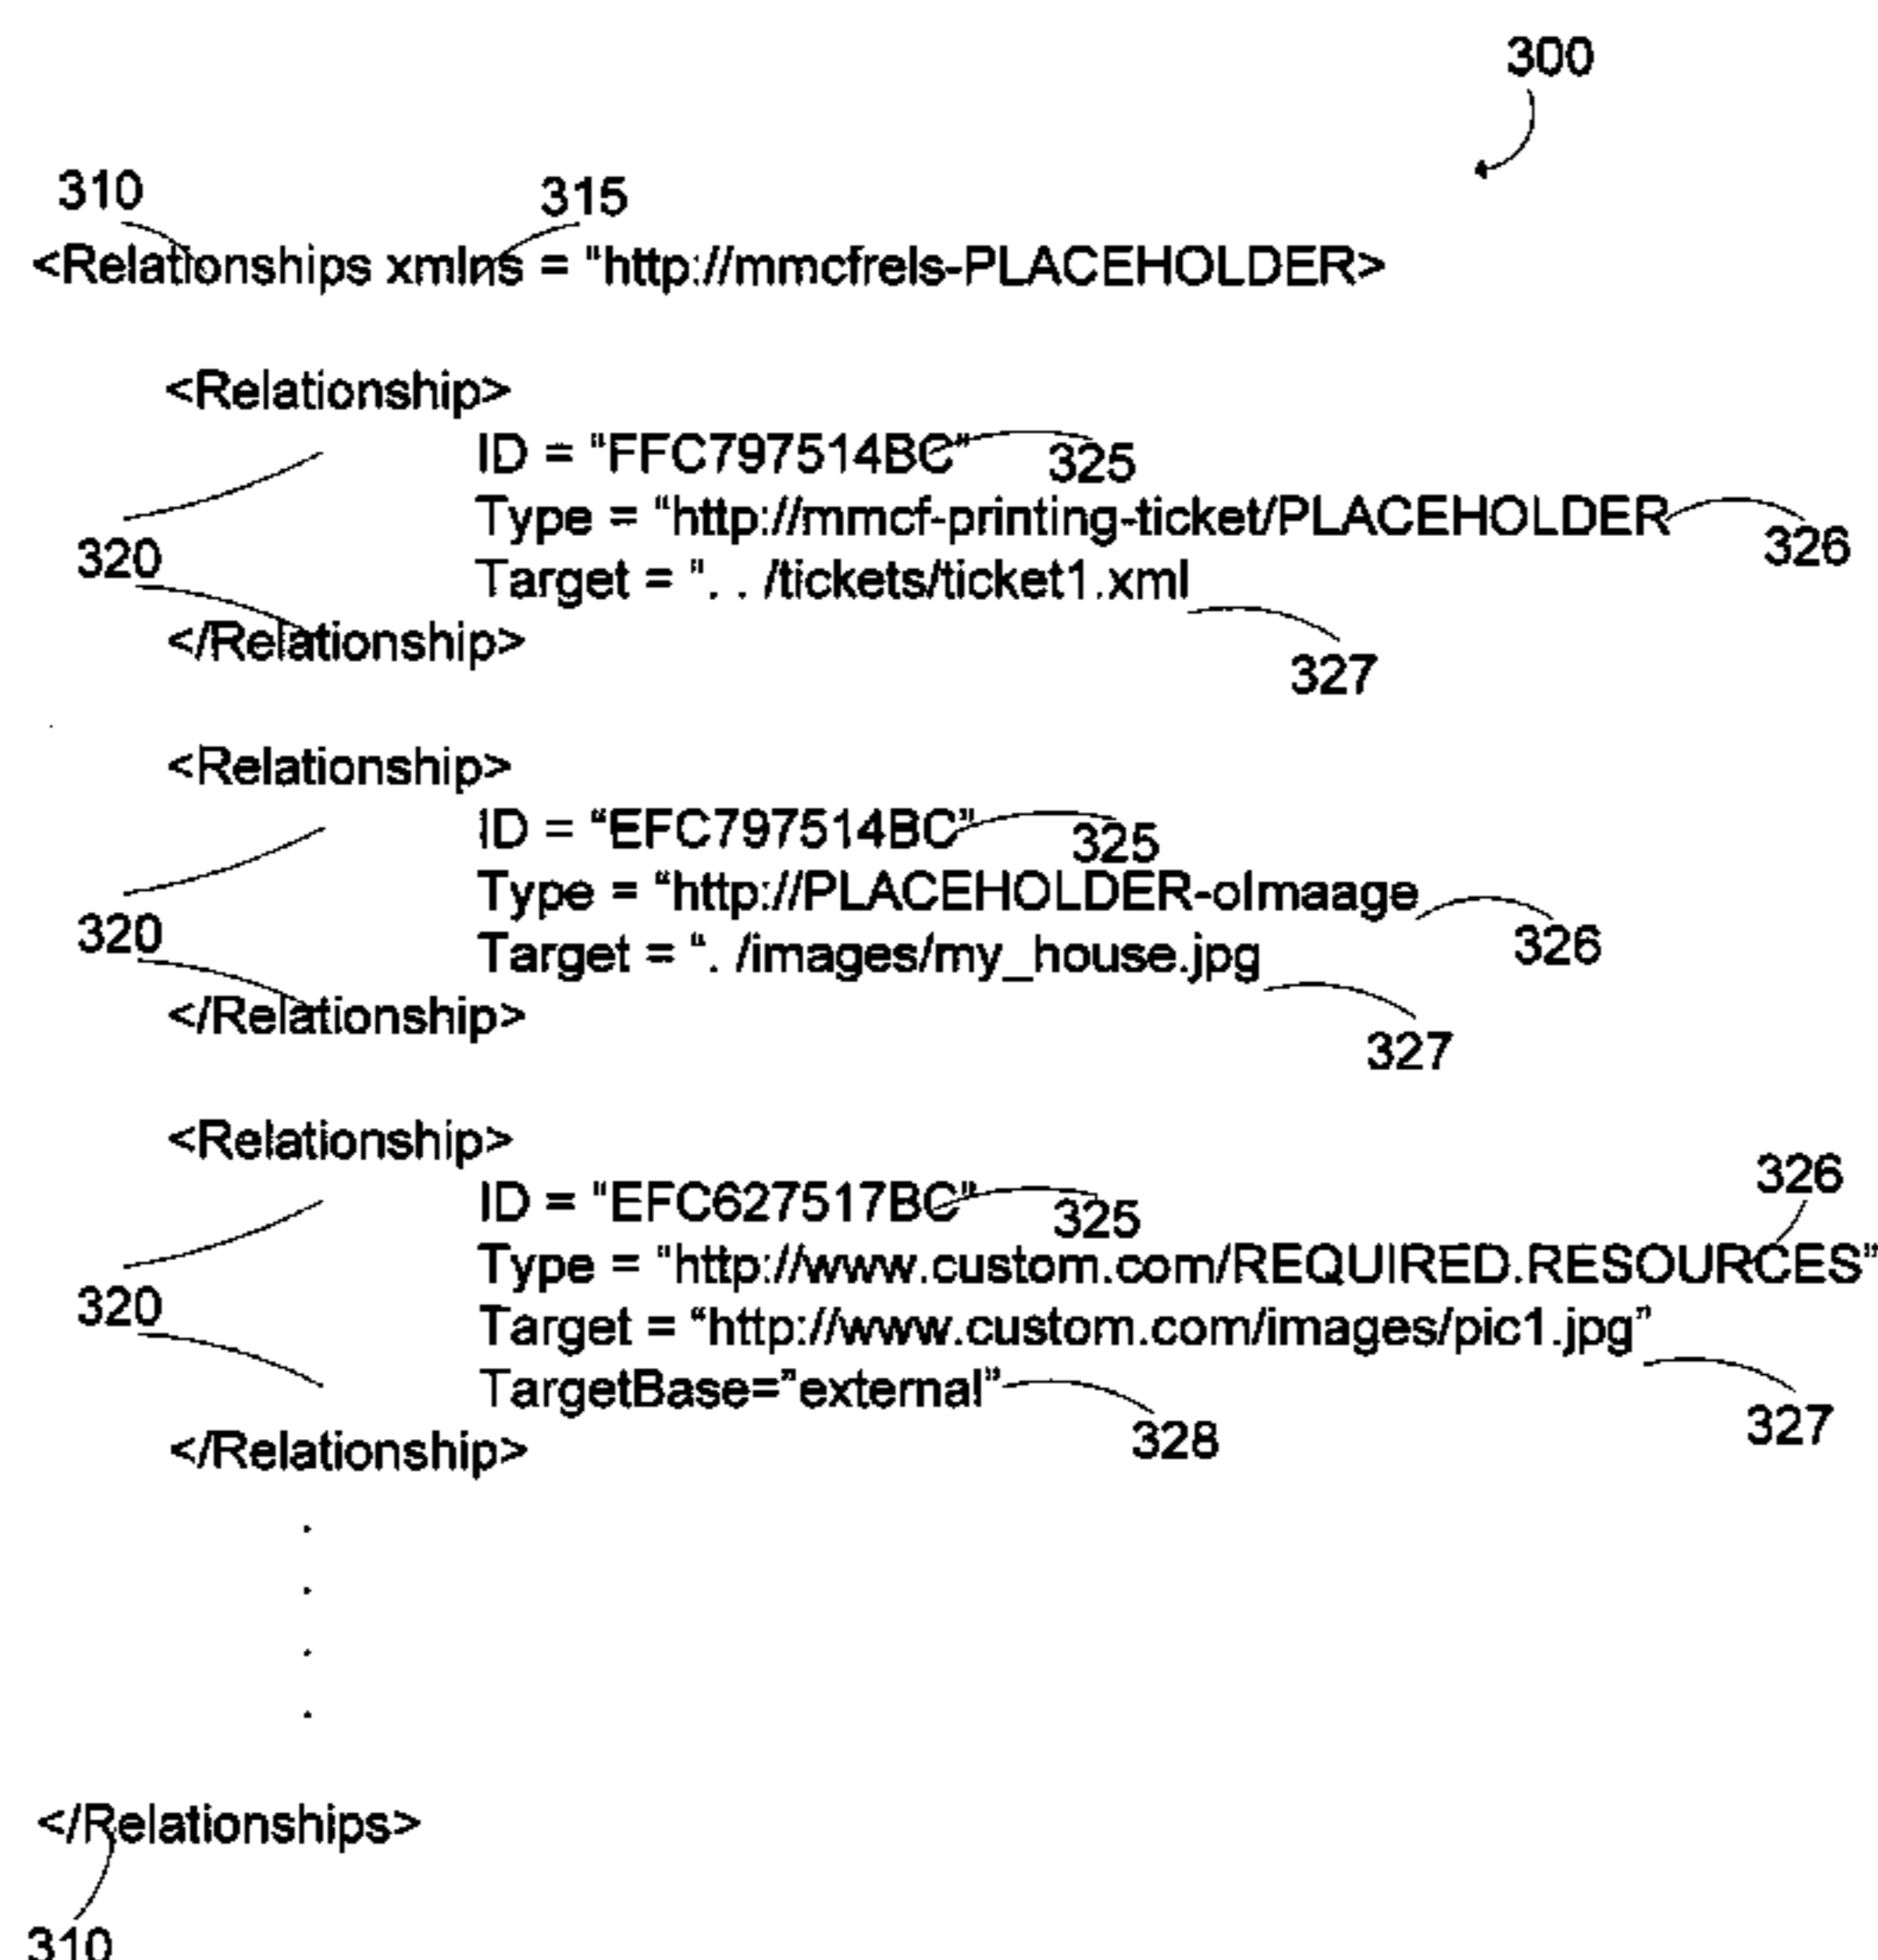 300
310 315
<Relationships xmlns = "http://mmcfrels-PLACEHOLDER>
<Relationship>
ID = "FFC797514BC" 325
Type = "http://mmcf-printing-ticket/PLACEHOLDER 326
320 Target = ". . /tickets/ticket1.xml
</Relationship> 327
<Relationship>
ID = "EFC797514BC" 325
Type = "http://PLACEHOLDER-oImaage
320 Target = ". /images/my_house.jpg 326
</Relationship>
327
<Relationship>
326
ID = "EFC627517BC" 325
Type = "http://www.custom.com/REQUIRED.RESOURCES"
320 Target = "http://www.custom.com/images/pic1.jpg"
TargetBase="external" 328 327
</Relationship>
.
.
.
.
</Relationships>
310